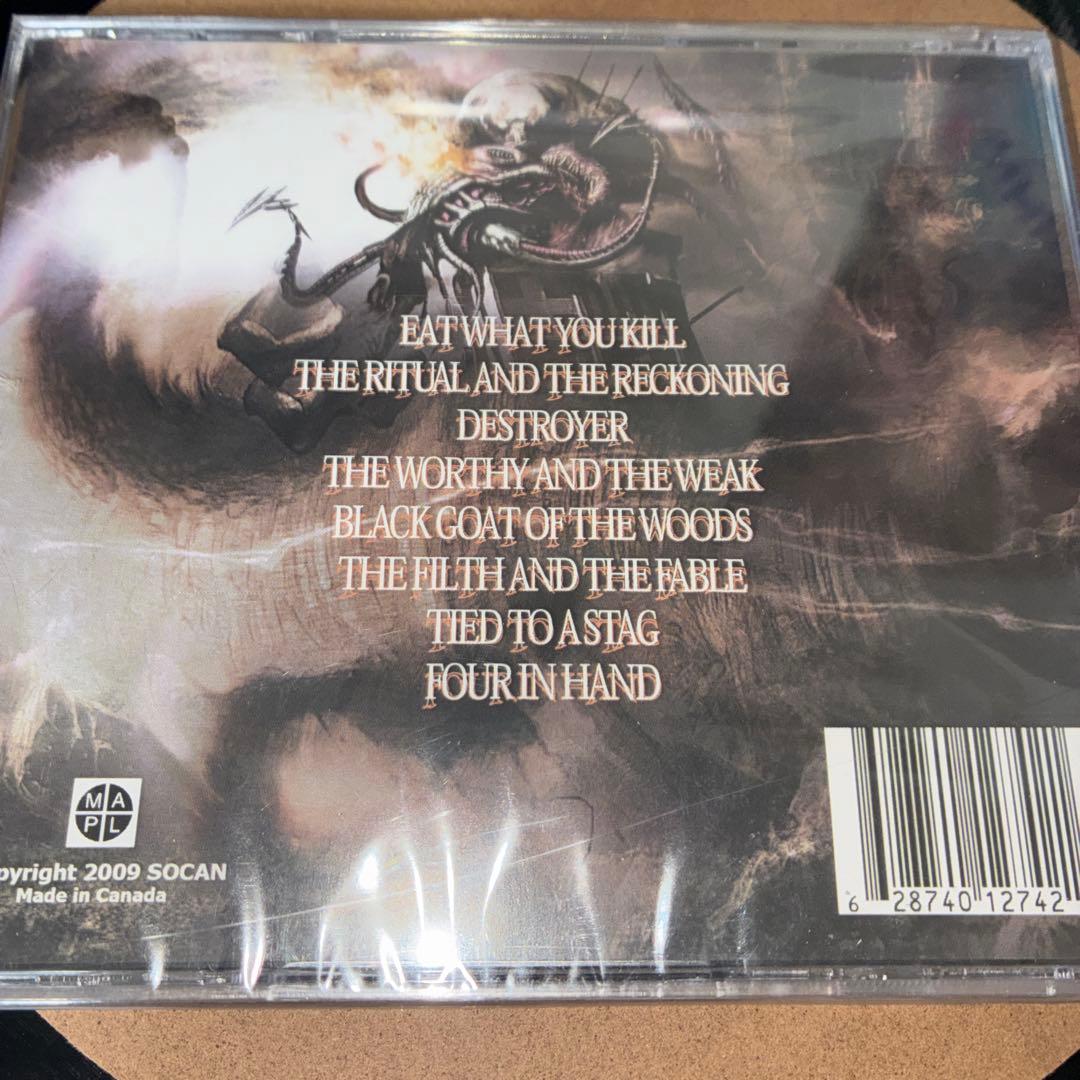 EAT WHAT YOU KILL
THE RITUAL AND THE RECKONING
DESTROYER
THE WORTHY AND THE WEAK
BLACK GOAT OF THE WOODS
THE FILTH AND THE FABLE
TIED TO A STAG
FOUR IN HAND
M A
P L
pyright 2009 SOCAN
Made in Canada
6 28740 12742